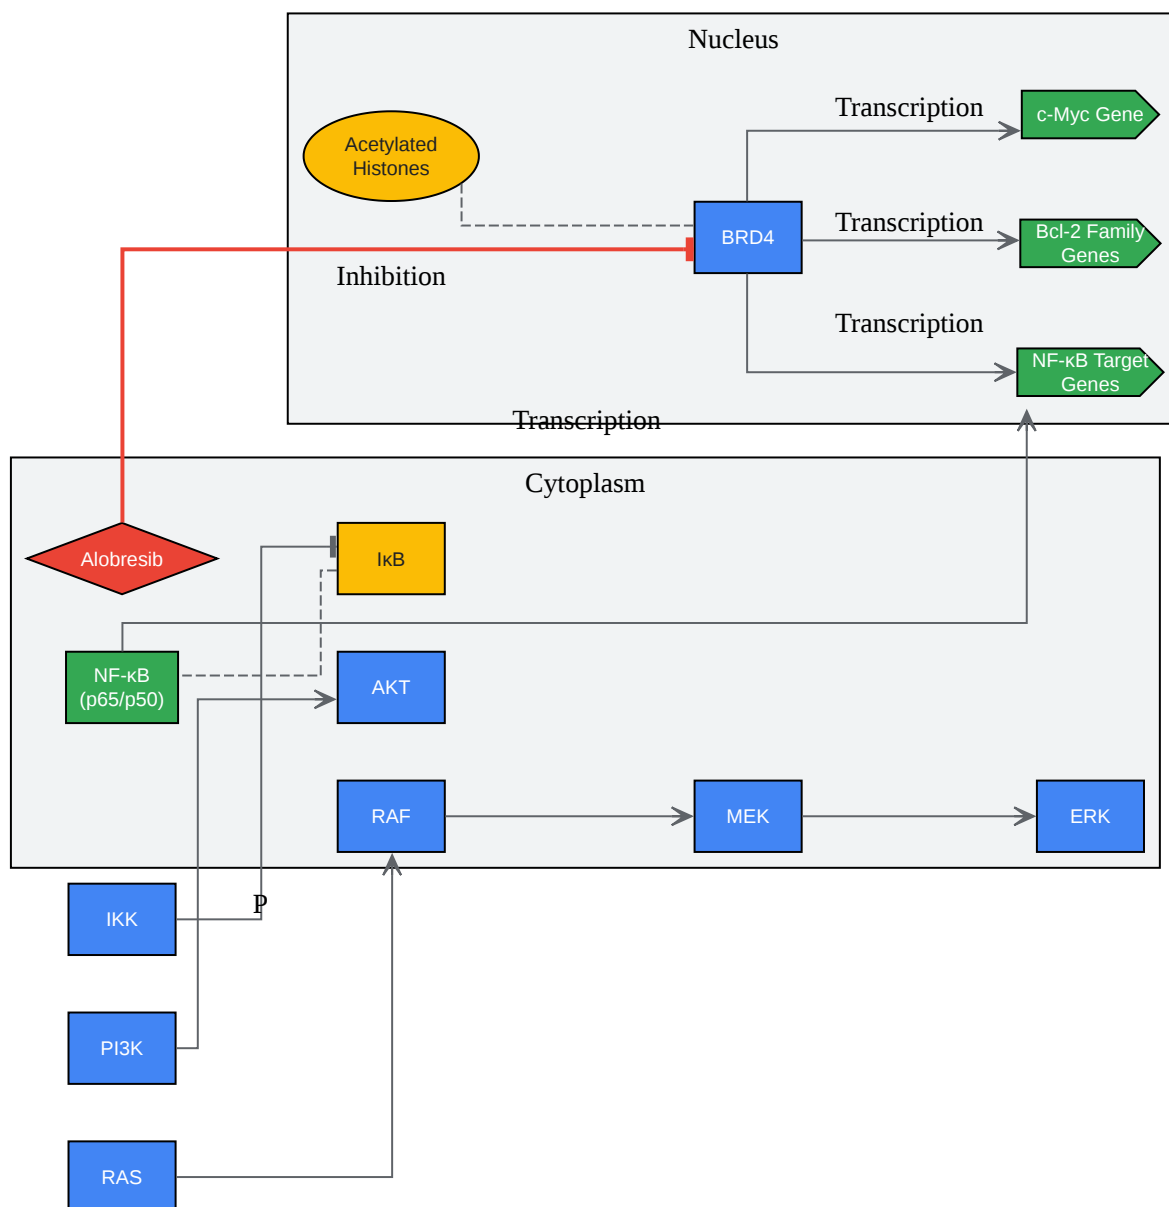 Nucleus
Transcription
c-Myc Gene
Acetylated
Histones
Transcription
BRD4
Bcl-2 Family
Genes
Inhibition
Transcription
NF-κB Target
Genes
Transcription
Cytoplasm
Alobresib
IκB
NF-κB
(p65/p50)
AKT
RAF
MEK
ERK
P
IKK
PI3K
RAS